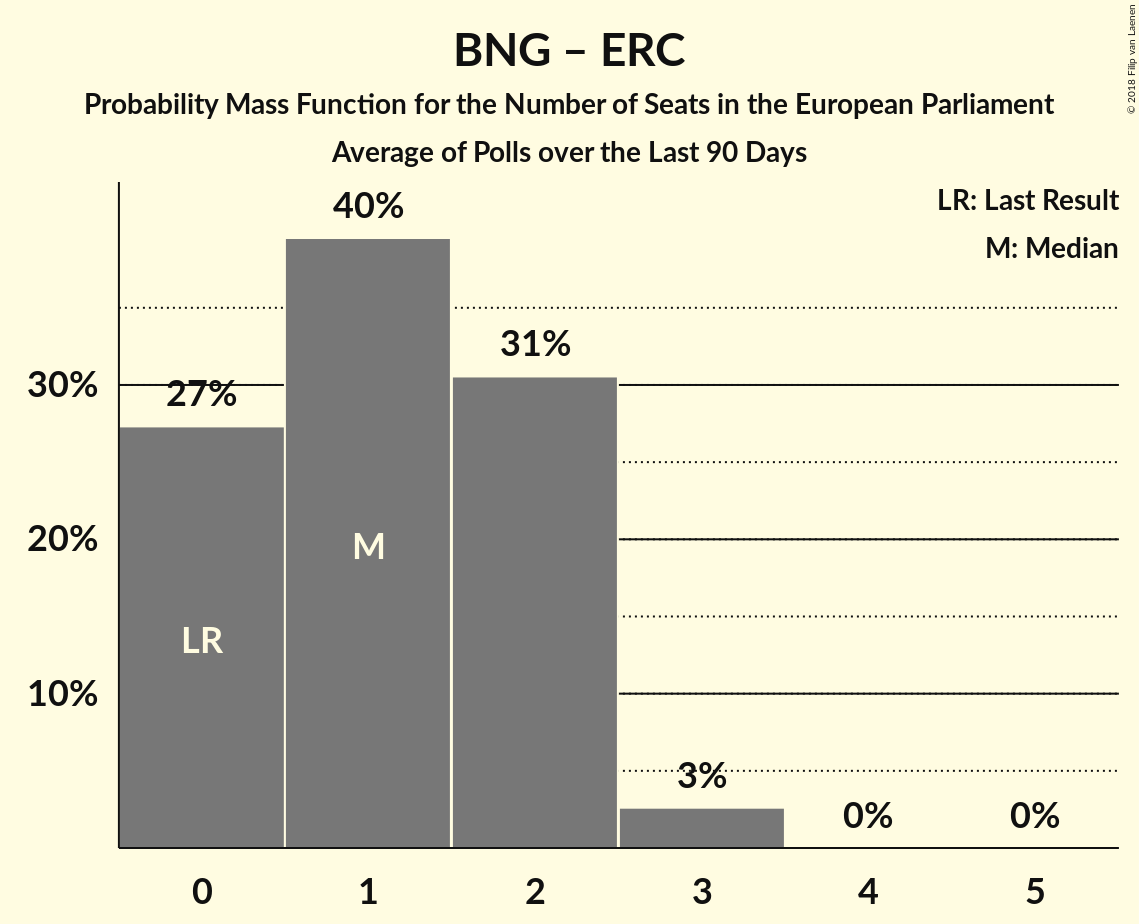 BNG – ERC
Probability Mass Function for the Number of Seats in the European Parliament
Average of Polls over the Last 90 Days
© 2018 Filip van Laenen
LR: Last Result
M: Median
40%
31%
30%
27%
20%
M
LR
10%
3%
0%
0%
0
1
2
3
4
5